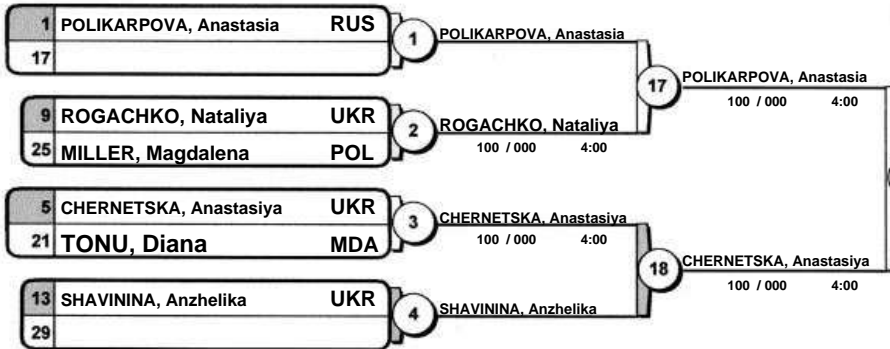 1 POLIKARPOVA, Anastasia RUS
17
1
POLIKARPOVA, Anastasia
9 ROGACHKO, Nataliya UKR
25 MILLER, Magdalena POL
2
ROGACHKO, Nataliya
100 / 000 4:00
17
POLIKARPOVA, Anastasia
100 / 000 4:00
5 CHERNETSKA, Anastasiya UKR
21 TONU, Diana MDA
3
CHERNETSKA, Anastasiya
100 / 000 4:00
13 SHAVININA, Anzhelika UKR
29
4
SHAVININA, Anzhelika
18
CHERNETSKA, Anastasiya
100 / 000 4:00